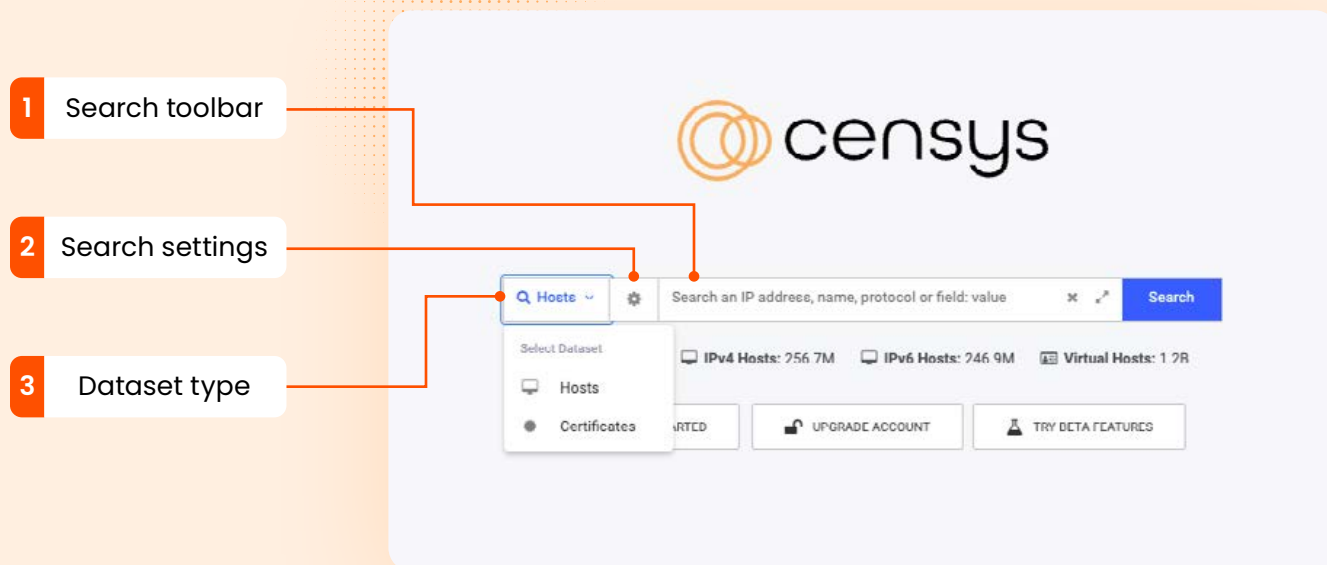 censys
1 Search toolbar
2 Search settings
3 Dataset type
Hosts
Search an IP address, name, protocol or field: value
Search
Select Dataset
Hosts
Certificates
IPv4 Hosts: 256.7M
IPv6 Hosts: 246.9M
Virtual Hosts: 1.2B
ARTED
UPGRADE ACCOUNT
TRY BETA FEATURES